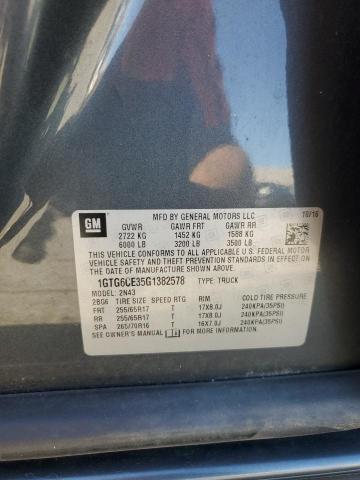 GM
MFD BY GENERAL MOTORS LLC 10/16
GVWR GAWR FRT GAWR RR
2722 KG 1452 KG 1588 KG
6000 LB 3200 LB 3500 LB
THIS VEHICLE CONFORMS TO ALL APPLICABLE U.S. FEDERAL MOTOR
VEHICLE SAFETY AND THEFT PREVENTION STANDARDS IN EFFECT ON
THE DATE OF MANUFACTURE SHOWN ABOVE.
1GTG6CE35G1382578 TYPE: TRUCK
MODEL: 2N43
TIRE SIZE SPEED RTG RIM COLD TIRE PRESSURE
FRT 255/65R17 T 17X8.0J 240KPA(35PSI)
RR 255/65R17 T 17X8.0J 240KPA(35PSI)
SPA 265/70R16 T 16X7.0J 240KPA(35PSI)
SEE OWNER'S MANUAL FOR MORE INFORMATION.